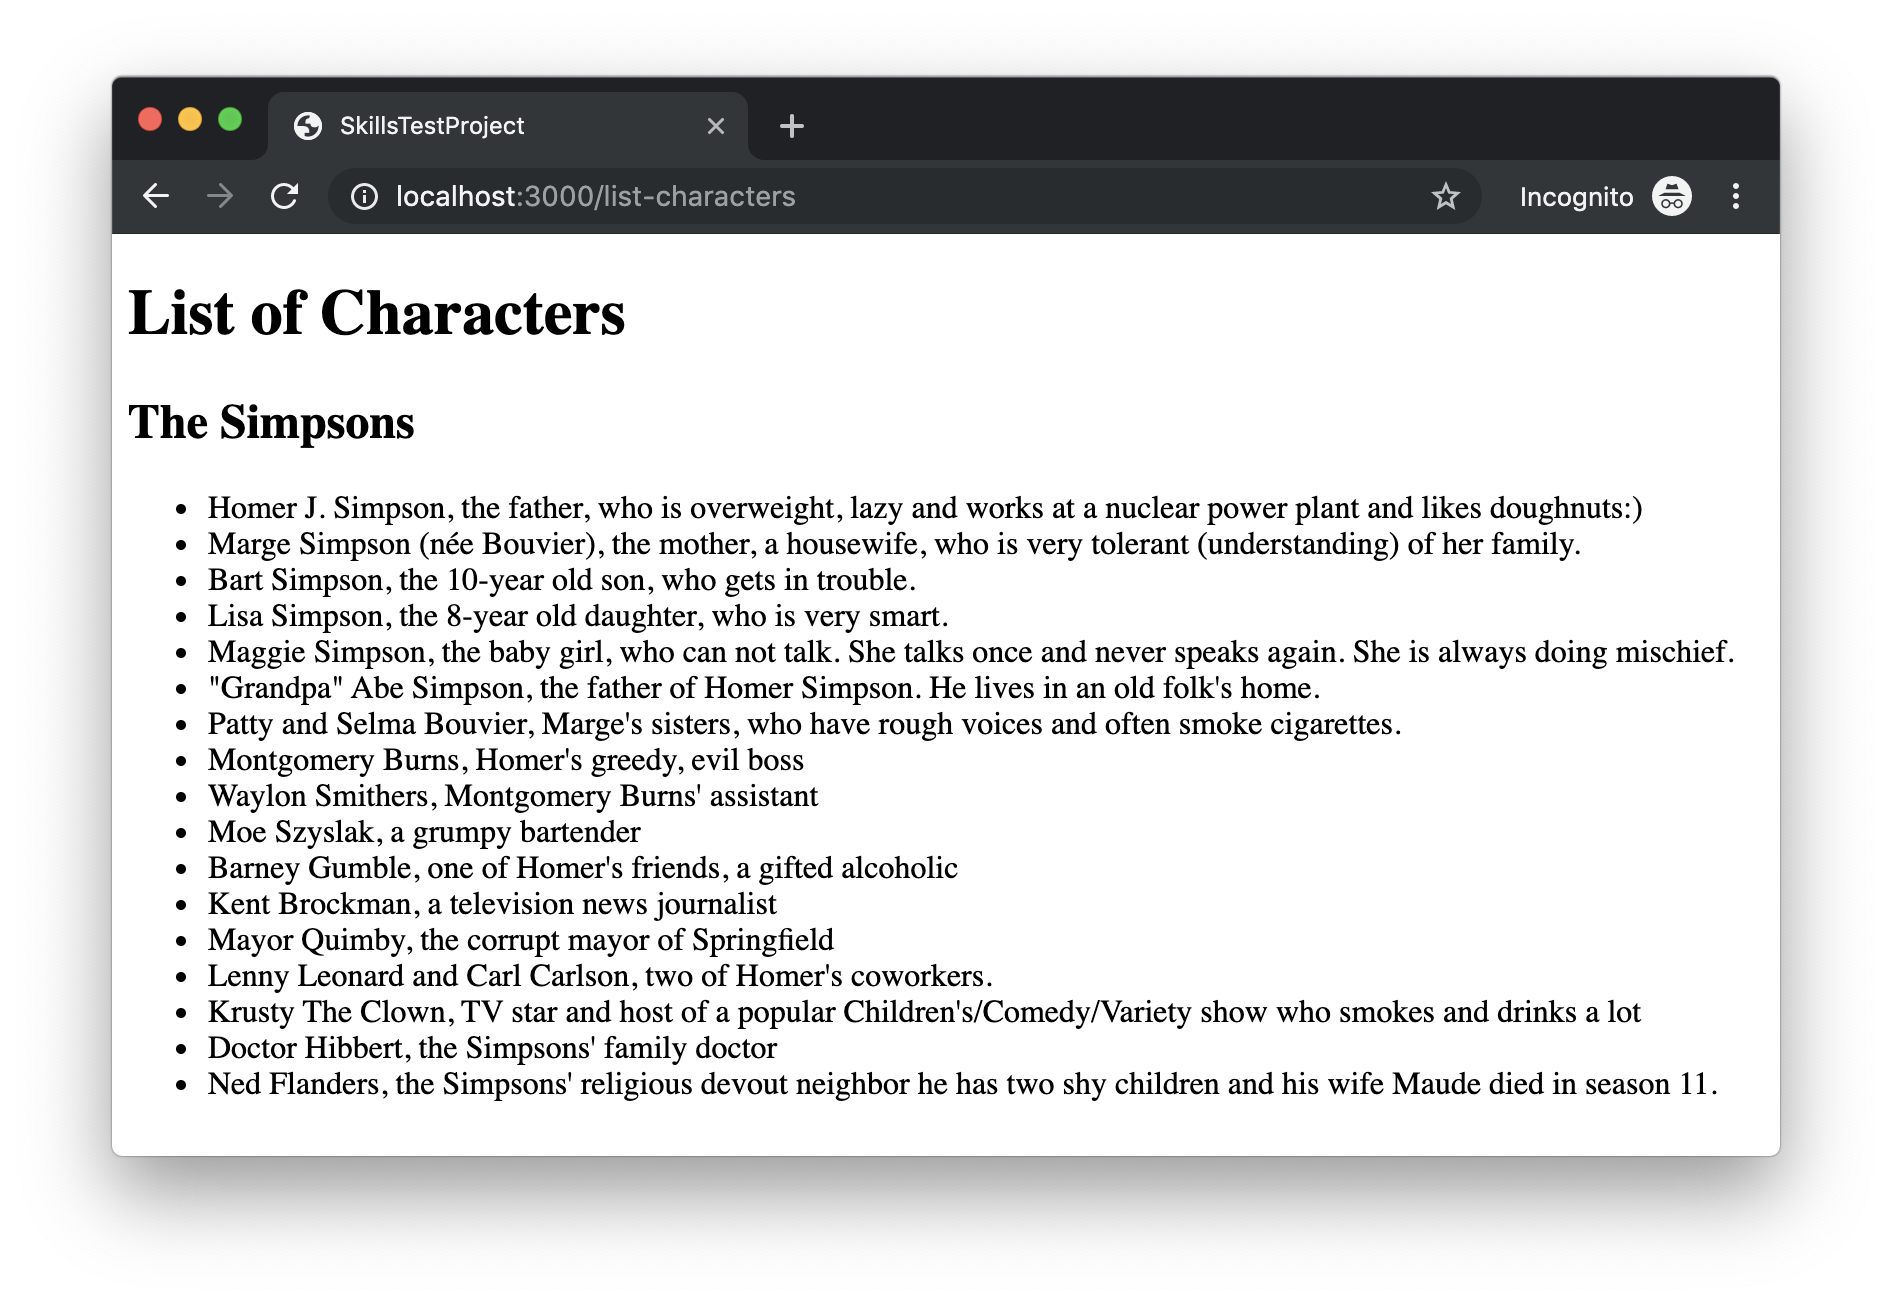 SkillsTestProject
localhost:3000/list-characters
Incognito
List of Characters
The Simpsons
• Homer J. Simpson, the father, who is overweight, lazy and works at a nuclear power plant and likes doughnuts:)
• Marge Simpson (née Bouvier), the mother, a housewife, who is very tolerant (understanding) of her family.
• Bart Simpson, the 10-year old son, who gets in trouble.
• Lisa Simpson, the 8-year old daughter, who is very smart.
• Maggie Simpson, the baby girl, who can not talk. She talks once and never speaks again. She is always doing mischief.
• "Grandpa" Abe Simpson, the father of Homer Simpson. He lives in an old folk's home.
• Patty and Selma Bouvier, Marge's sisters, who have rough voices and often smoke cigarettes.
• Montgomery Burns, Homer's greedy, evil boss
• Waylon Smithers, Montgomery Burns' assistant
• Moe Szyslak, a grumpy bartender
• Barney Gumble, one of Homer's friends, a gifted alcoholic
• Kent Brockman, a television news journalist
• Mayor Quimby, the corrupt mayor of Springfield
• Lenny Leonard and Carl Carlson, two of Homer's coworkers.
• Krusty The Clown, TV star and host of a popular Children's/Comedy/Variety show who smokes and drinks a lot
• Doctor Hibbert, the Simpsons' family doctor
• Ned Flanders, the Simpsons' religious devout neighbor he has two shy children and his wife Maude died in season 11.